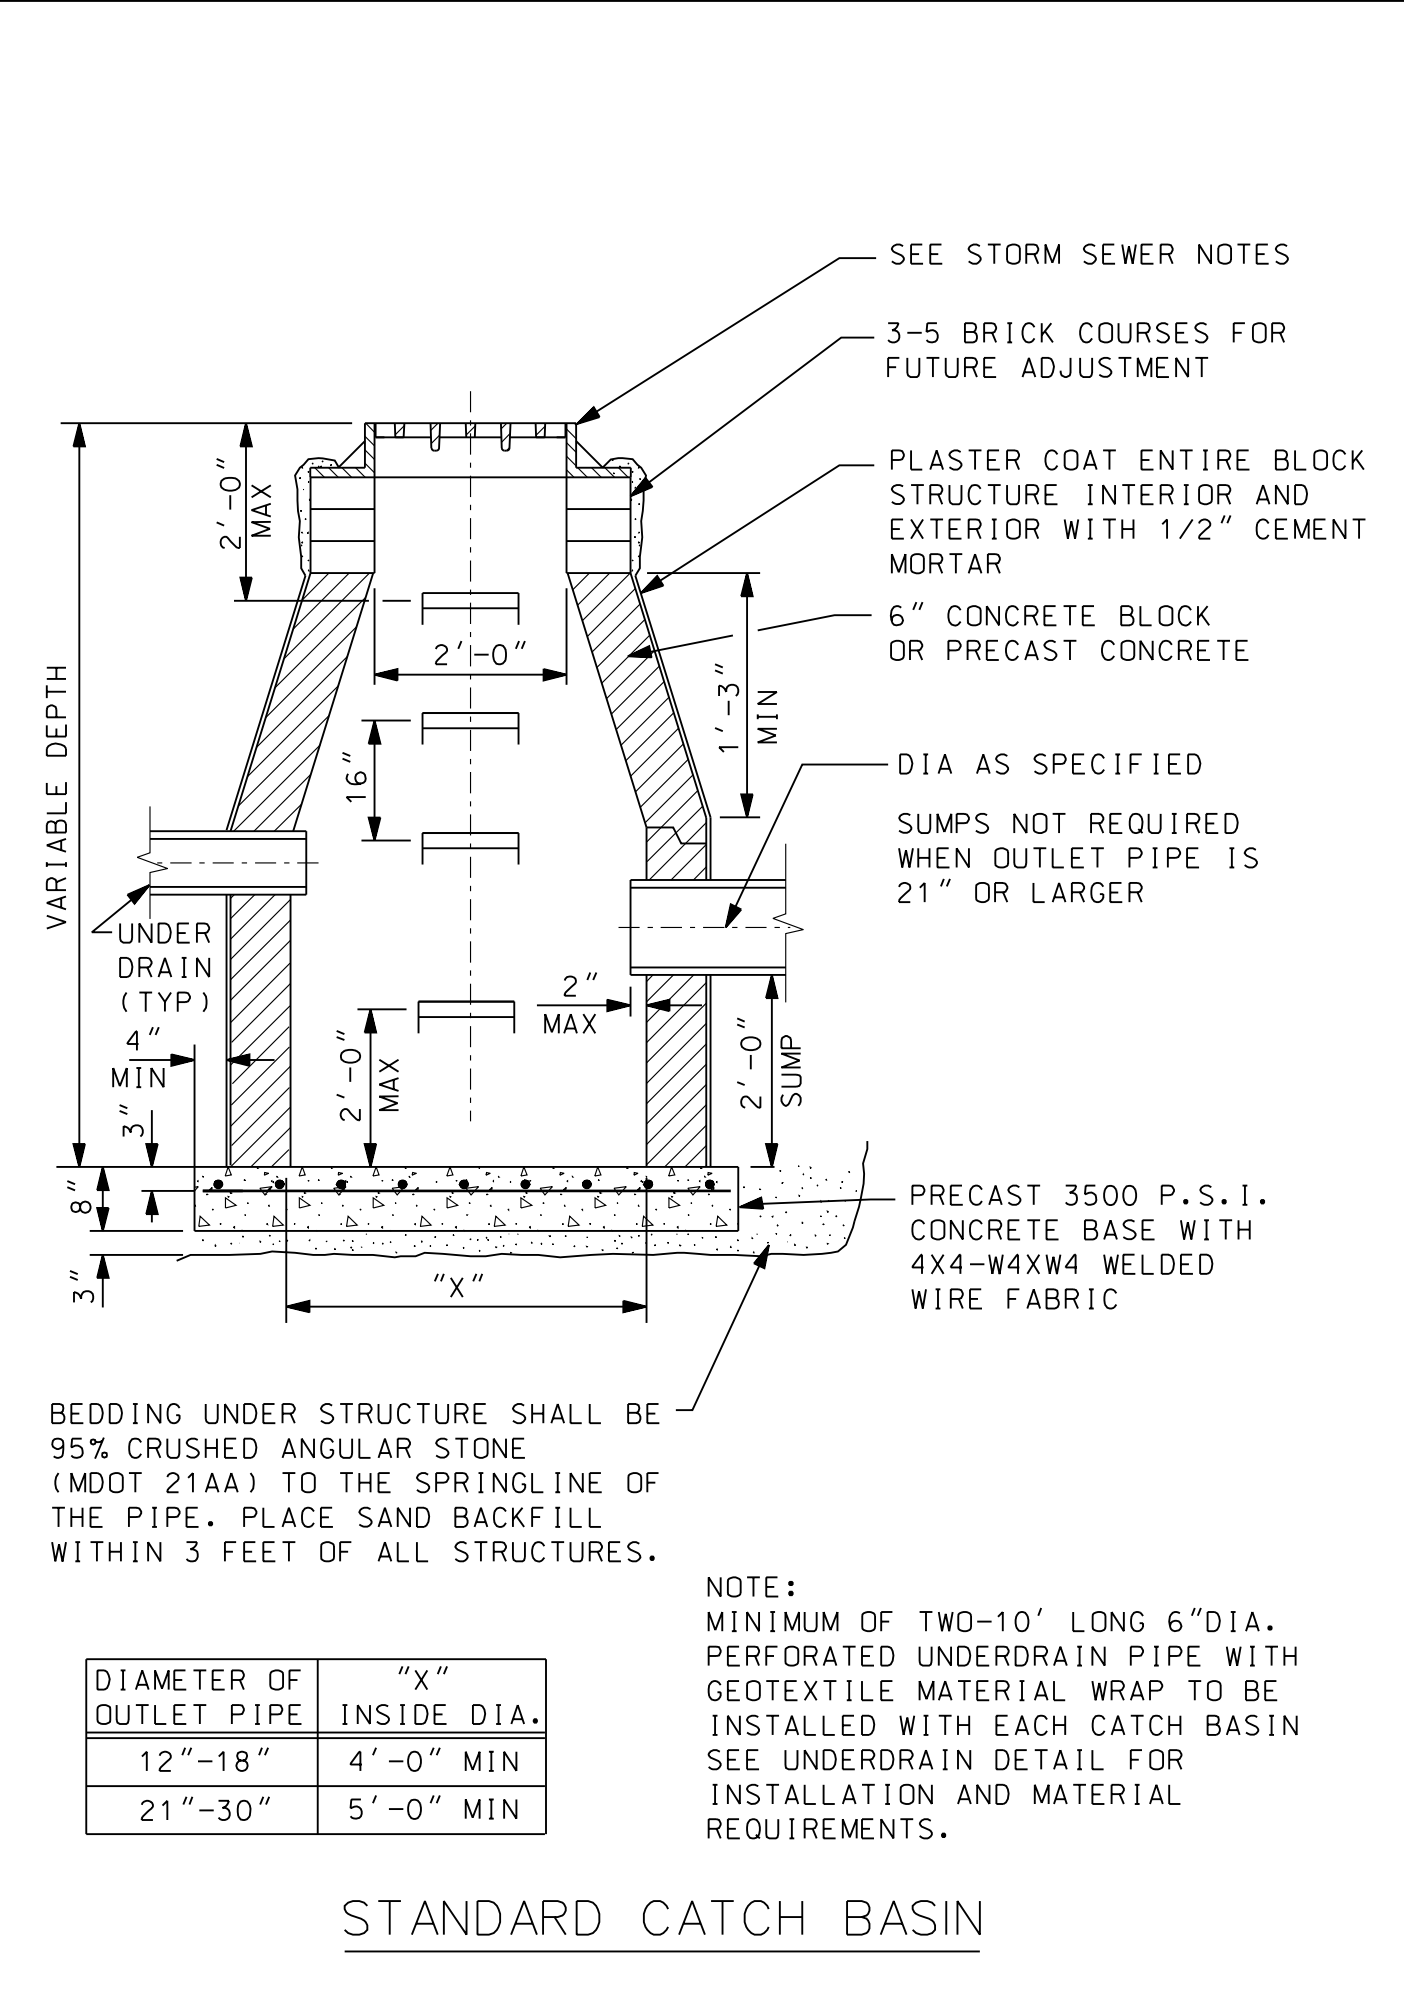 SEE STORM SEWER NOTES
3-5 BRICK COURSES FOR
FUTURE ADJUSTMENT
PLASTER COAT ENTIRE BLOCK
STRUCTURE INTERIOR AND
EXTERIOR WITH 1/2" CEMENT
MORTAR
6" CONCRETE BLOCK
OR PRECAST CONCRETE
DIA AS SPECIFIED
SUMPS NOT REQUIRED
WHEN OUTLET PIPE IS
21" OR LARGER
2'-0"
MAX
2'-0"
1'-3"
MIN
16"
VARIABLE DEPTH
UNDER
DRAIN
(TYP)
2"
MAX
4"
MIN
2'-0"
MAX
2'-0"
SUMP
3"
8"
3"
"X"
PRECAST 3500 P.S.I.
CONCRETE BASE WITH
4X4-W4XW4 WELDED
WIRE FABRIC
BEDDING UNDER STRUCTURE SHALL BE
95% CRUSHED ANGULAR STONE
(MDOT 21AA) TO THE SPRINGLINE OF
THE PIPE. PLACE SAND BACKFILL
WITHIN 3 FEET OF ALL STRUCTURES.
NOTE:
MINIMUM OF TWO-10' LONG 6"DIA.
PERFORATED UNDERDRAIN PIPE WITH
GEOTEXTILE MATERIAL WRAP TO BE
INSTALLED WITH EACH CATCH BASIN
SEE UNDERDRAIN DETAIL FOR
INSTALLATION AND MATERIAL
REQUIREMENTS.
DIAMETER OF OUTLET PIPE "X" INSIDE DIA.
12"-18" 4'-0" MIN
21"-30" 5'-0" MIN
STANDARD CATCH BASIN